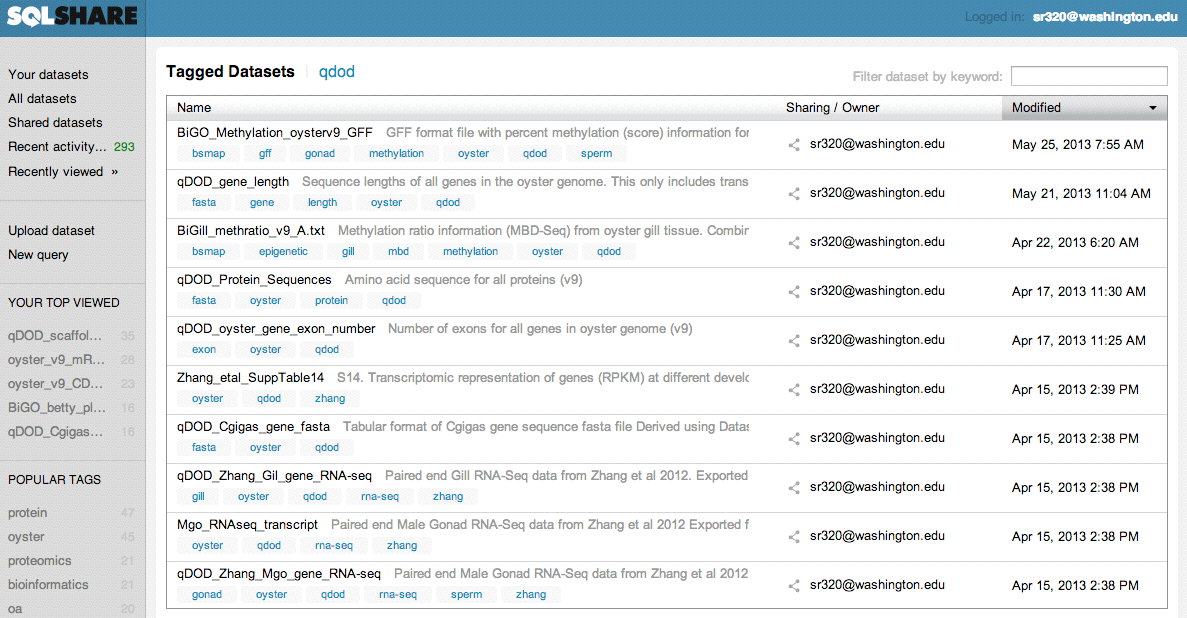 SQLSHARE
Logged in: sr320@washington.edu
Your datasets
All datasets
Shared datasets
Recent activity... 293
Recently viewed »
Upload dataset
New query
YOUR TOP VIEWED
qDOD_scaffol... 35
oyster_v9_mR... 28
oyster_v9_CD... 23
BiGO_betty_pl... 16
qDOD_Cgigas... 16
POPULAR TAGS
protein 47
oyster 45
proteomics 21
bioinformatics 21
oa 20
Tagged Datasets qdod
Filter dataset by keyword:
Name Sharing / Owner Modified
BiGO_Methylation_oysterv9_GFF GFF format file with percent methylation (score) information for
bsmap gff gonad methylation oyster qdod sperm
sr320@washington.edu May 25, 2013 7:55 AM
qDOD_gene_length Sequence lengths of all genes in the oyster genome. This only includes trans
fasta gene length oyster qdod
sr320@washington.edu May 21, 2013 11:04 AM
BiGill_methratio_v9_A.txt Methylation ratio information (MBD-Seq) from oyster gill tissue. Combin
bsmap epigenetic gill mbd methylation oyster qdod
sr320@washington.edu Apr 22, 2013 6:20 AM
qDOD_Protein_Sequences Amino acid sequence for all proteins (v9)
fasta oyster protein qdod
sr320@washington.edu Apr 17, 2013 11:30 AM
qDOD_oyster_gene_exon_number Number of exons for all genes in oyster genome (v9)
exon oyster qdod
sr320@washington.edu Apr 17, 2013 11:25 AM
Zhang_etal_SuppTable14 S14. Transcriptomic representation of genes (RPKM) at different develo
oyster qdod zhang
sr320@washington.edu Apr 15, 2013 2:39 PM
qDOD_Cgigas_gene_fasta Tabular format of Cgigas gene sequence fasta file Derived using Datas
fasta oyster qdod
sr320@washington.edu Apr 15, 2013 2:38 PM
qDOD_Zhang_Gil_gene_RNA-seq Paired end Gill RNA-Seq data from Zhang et al 2012. Exported
gill oyster qdod rna-seq zhang
sr320@washington.edu Apr 15, 2013 2:38 PM
Mgo_RNAseq_transcript Paired end Male Gonad RNA-Seq data from Zhang et al 2012 Exported f
oyster qdod rna-seq zhang
sr320@washington.edu Apr 15, 2013 2:38 PM
qDOD_Zhang_Mgo_gene_RNA-seq Paired end Male Gonad RNA-Seq data from Zhang et al 2012
gonad oyster qdod rna-seq sperm zhang
sr320@washington.edu Apr 15, 2013 2:38 PM